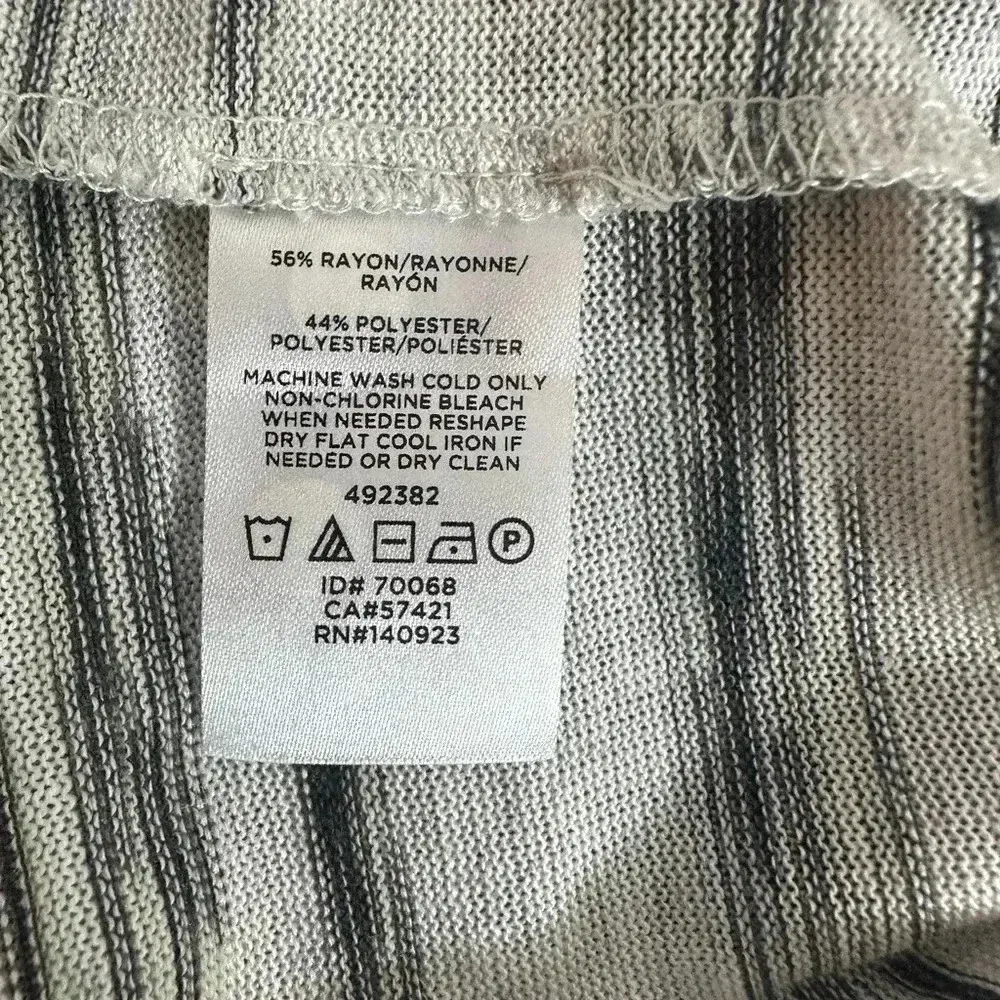 56% RAYON/RAYONNE/
RAYÓN
44% POLYESTER/
POLYESTER/POLIÉSTER
MACHINE WASH COLD ONLY
NON-CHLORINE BLEACH
WHEN NEEDED RESHAPE
DRY FLAT COOL IRON IF
NEEDED OR DRY CLEAN
492382
P
ID# 70068
CA#57421
RN#140923